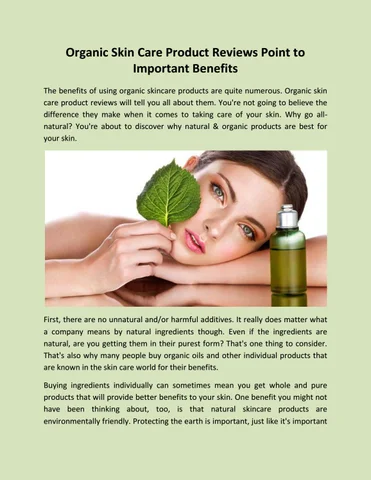 Organic Skin Care Product Reviews Point to
Important Benefits
The benefits of using organic skincare products are quite numerous. Organic skin
care product reviews will tell you all about them. You're not going to believe the
difference they make when it comes to taking care of your skin. Why go all-
natural? You're about to discover why natural & organic products are best for
your skin.
First, there are no unnatural and/or harmful additives. It really does matter what
a company means by natural ingredients though. Even if the ingredients are
natural, are you getting them in their purest form? That's one thing to consider.
That's also why many people buy organic oils and other individual products that
are known in the skin care world for their benefits.
Buying ingredients individually can sometimes mean you get whole and pure
products that will provide better benefits to your skin. One benefit you might not
have been thinking about, too, is that natural skincare products are
environmentally friendly. Protecting the earth is important, just like it's important